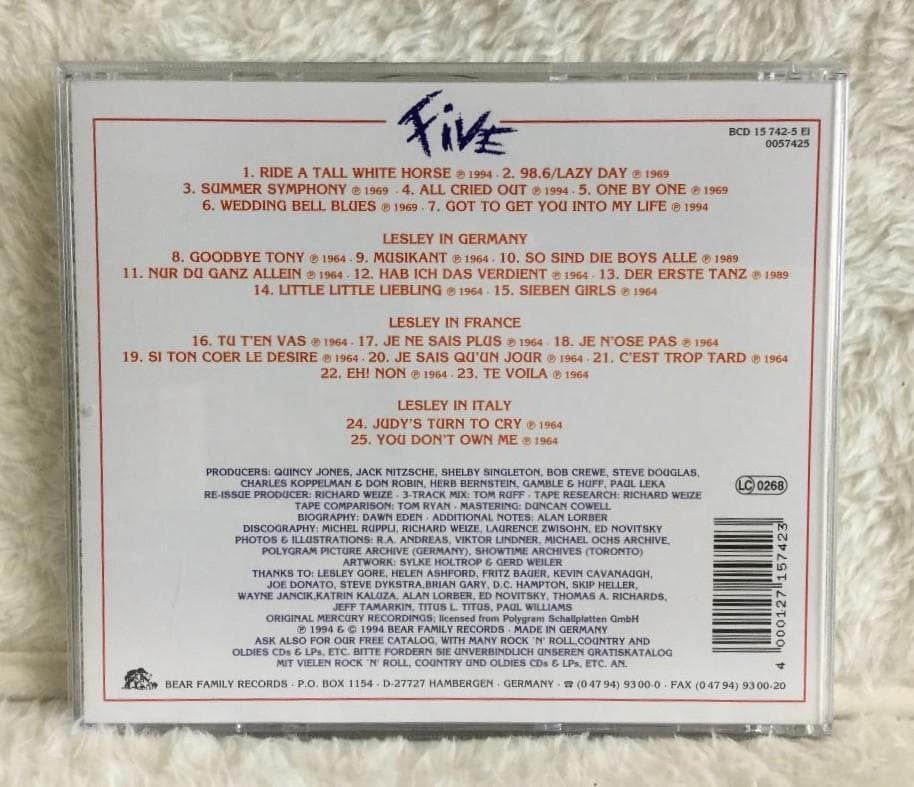 FiVE
BCD 15 742-5 EI
0057425
1. RIDE A TALL WHITE HORSE ℗ 1994 · 2. 98.6/LAZY DAY ℗ 1969
3. SUMMER SYMPHONY ℗ 1969 · 4. ALL CRIED OUT ℗ 1994 · 5. ONE BY ONE ℗ 1969
6. WEDDING BELL BLUES ℗ 1969 · 7. GOT TO GET YOU INTO MY LIFE ℗ 1994
LESLEY IN GERMANY
8. GOODBYE TONY ℗ 1964 · 9. MUSIKANT ℗ 1964 · 10. SO SIND DIE BOYS ALLE ℗ 1989
11. NUR DU GANZ ALLEIN ℗ 1964 · 12. HAB ICH DAS VERDIENT ℗ 1964 · 13. DER ERSTE TANZ ℗ 1989
14. LITTLE LITTLE LIEBLING ℗ 1964 · 15. SIEBEN GIRLS ℗ 1964
LESLEY IN FRANCE
16. TU T'EN VAS ℗ 1964 · 17. JE NE SAIS PLUS ℗ 1964 · 18. JE N'OSE PAS ℗ 1964
19. SI TON COER LE DESIRE ℗ 1964 · 20. JE SAIS QU'UN JOUR ℗ 1964 · 21. C'EST TROP TARD ℗ 1964
22. EH! NON ℗ 1964 · 23. TE VOILA ℗ 1964
LESLEY IN ITALY
24. JUDY'S TURN TO CRY ℗ 1964
25. YOU DON'T OWN ME ℗ 1964
PRODUCERS: QUINCY JONES, JACK NITZSCHE, SHELBY SINGLETON, BOB CREWE, STEVE DOUGLAS,
CHARLES KOPPELMAN & DON ROBIN, HERB BERNSTEIN, GAMBLE & HUFF, PAUL LEKA
RE-ISSUE PRODUCER: RICHARD WEIZE · 3-TRACK MIX: TOM RUFF · TAPE RESEARCH: RICHARD WEIZE
TAPE COMPARISON: TOM RYAN · MASTERING: DUNCAN COWELL
BIOGRAPHY: DAWN EDEN · ADDITIONAL NOTES: ALAN LORBER
DISCOGRAPHY: MICHEL RUPPLI, RICHARD WEIZE, LAURENCE ZWISOHN, ED NOVITSKY
PHOTOS & ILLUSTRATIONS: R.A. ANDREAS, VIKTOR LINDNER, MICHAEL OCHS ARCHIVE,
POLYGRAM PICTURE ARCHIVE (GERMANY), SHOWTIME ARCHIVES (TORONTO)
ARTWORK: SYLKE HOLTROP & GERD WEILER
THANKS TO: LESLEY GORE, HELEN ASHFORD, FRITZ BAUER, KEVIN CAVANAUGH,
JOE DONATO, STEVE DYKSTRA,BRIAN GARY, D.C. HAMPTON, SKIP HELLER,
WAYNE JANCIK,KATRIN KALUZA, ALAN LORBER, ED NOVITSKY, THOMAS A. RICHARDS,
JEFF TAMARKIN, TITUS L. TITUS, PAUL WILLIAMS
ORIGINAL MERCURY RECORDINGS; licensed from Polygram Schallplatten GmbH
℗ 1994 & © 1994 BEAR FAMILY RECORDS · MADE IN GERMANY
ASK ALSO FOR OUR FREE CATALOG, WITH MANY ROCK 'N' ROLL,COUNTRY AND
OLDIES CDs & LPs, ETC. BITTE FORDERN SIE UNVERBINDLICH UNSEREN GRATISKATALOG
MIT VIELEN ROCK 'N' ROLL, COUNTRY UND OLDIES CDs & LPs, ETC. AN.
LC 0268
4 000127 157423
BEAR FAMILY RECORDS · P.O. BOX 1154 · D-27727 HAMBERGEN · GERMANY · ☎ (0 47 94) 93 00-0 · FAX (0 47 94) 93 00-20